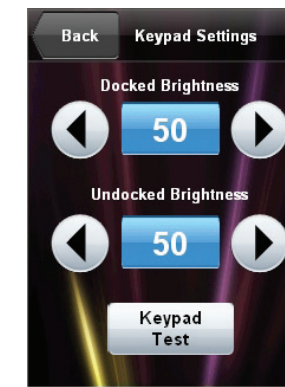 Back Keypad Settings
Docked Brightness
50
Undocked Brightness
50
Keypad
Test